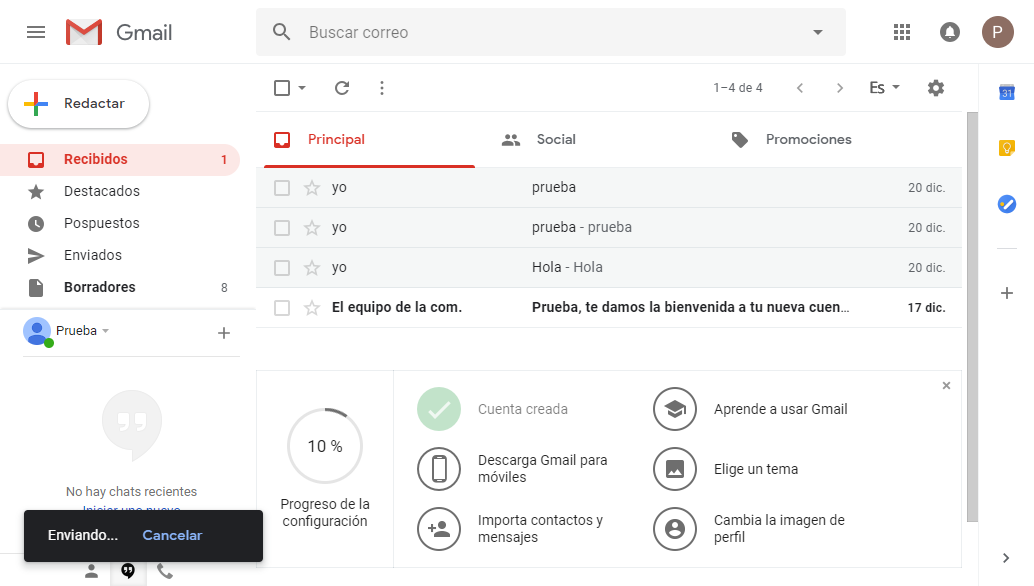 Gmail
Buscar correo
P
Redactar
1–4 de 4
Es
31
Recibidos 1
Principal
Social
Promociones
Destacados
Pospuestos
Enviados
Borradores 8
yo prueba 20 dic.
yo prueba - prueba 20 dic.
yo Hola - Hola 20 dic.
El equipo de la com. Prueba, te damos la bienvenida a tu nueva cuen… 17 dic.
Prueba
No hay chats recientes
Iniciar uno nuevo
10 %
Progreso de la
configuración
Cuenta creada
Aprende a usar Gmail
Descarga Gmail para
móviles
Elige un tema
Importa contactos y
mensajes
Cambia la imagen de
perfil
Enviando... Cancelar